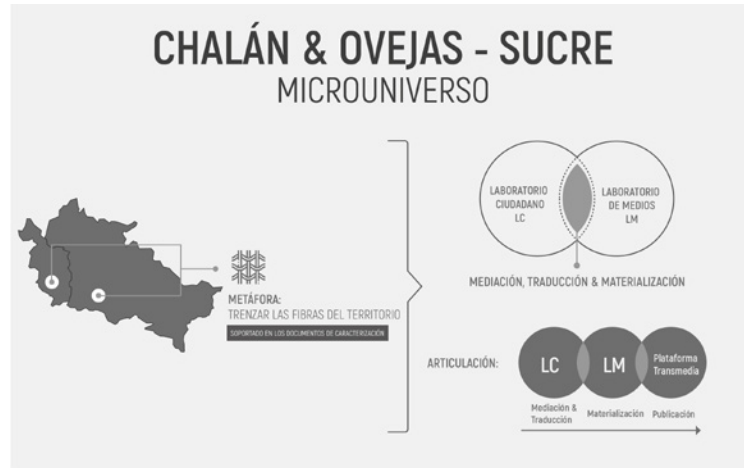 CHALÁN & OVEJAS - SUCRE
MICROUNIVERSO
METÁFORA:
TRENZAR LAS FIBRAS DEL TERRITORIO
SOPORTADO EN LOS DOCUMENTOS DE CARACTERIZACIÓN
LABORATORIO
CIUDADANO
LC
LABORATORIO
DE MEDIOS
LM
MEDIACIÓN, TRADUCCIÓN & MATERIALIZACIÓN
ARTICULACIÓN:
LC
LM
Plataforma
Transmedia
Mediación &
Traducción
Materialización
Publicación